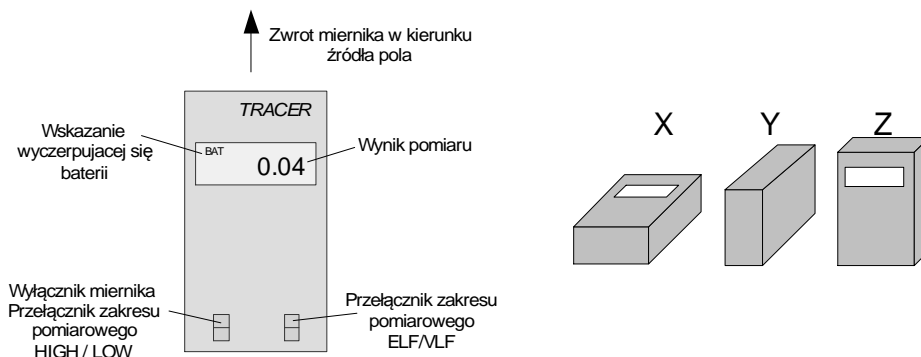 Zwrot miernika w kierunku
źródła pola
TRACER
Wskazanie
wyczerpujacej się
baterii
BAT
0.04
Wynik pomiaru
X Y Z
Wyłącznik miernika
Przełącznik zakresu
pomiarowego
HIGH / LOW
Przełącznik zakresu
pomiarowego
ELF/VLF